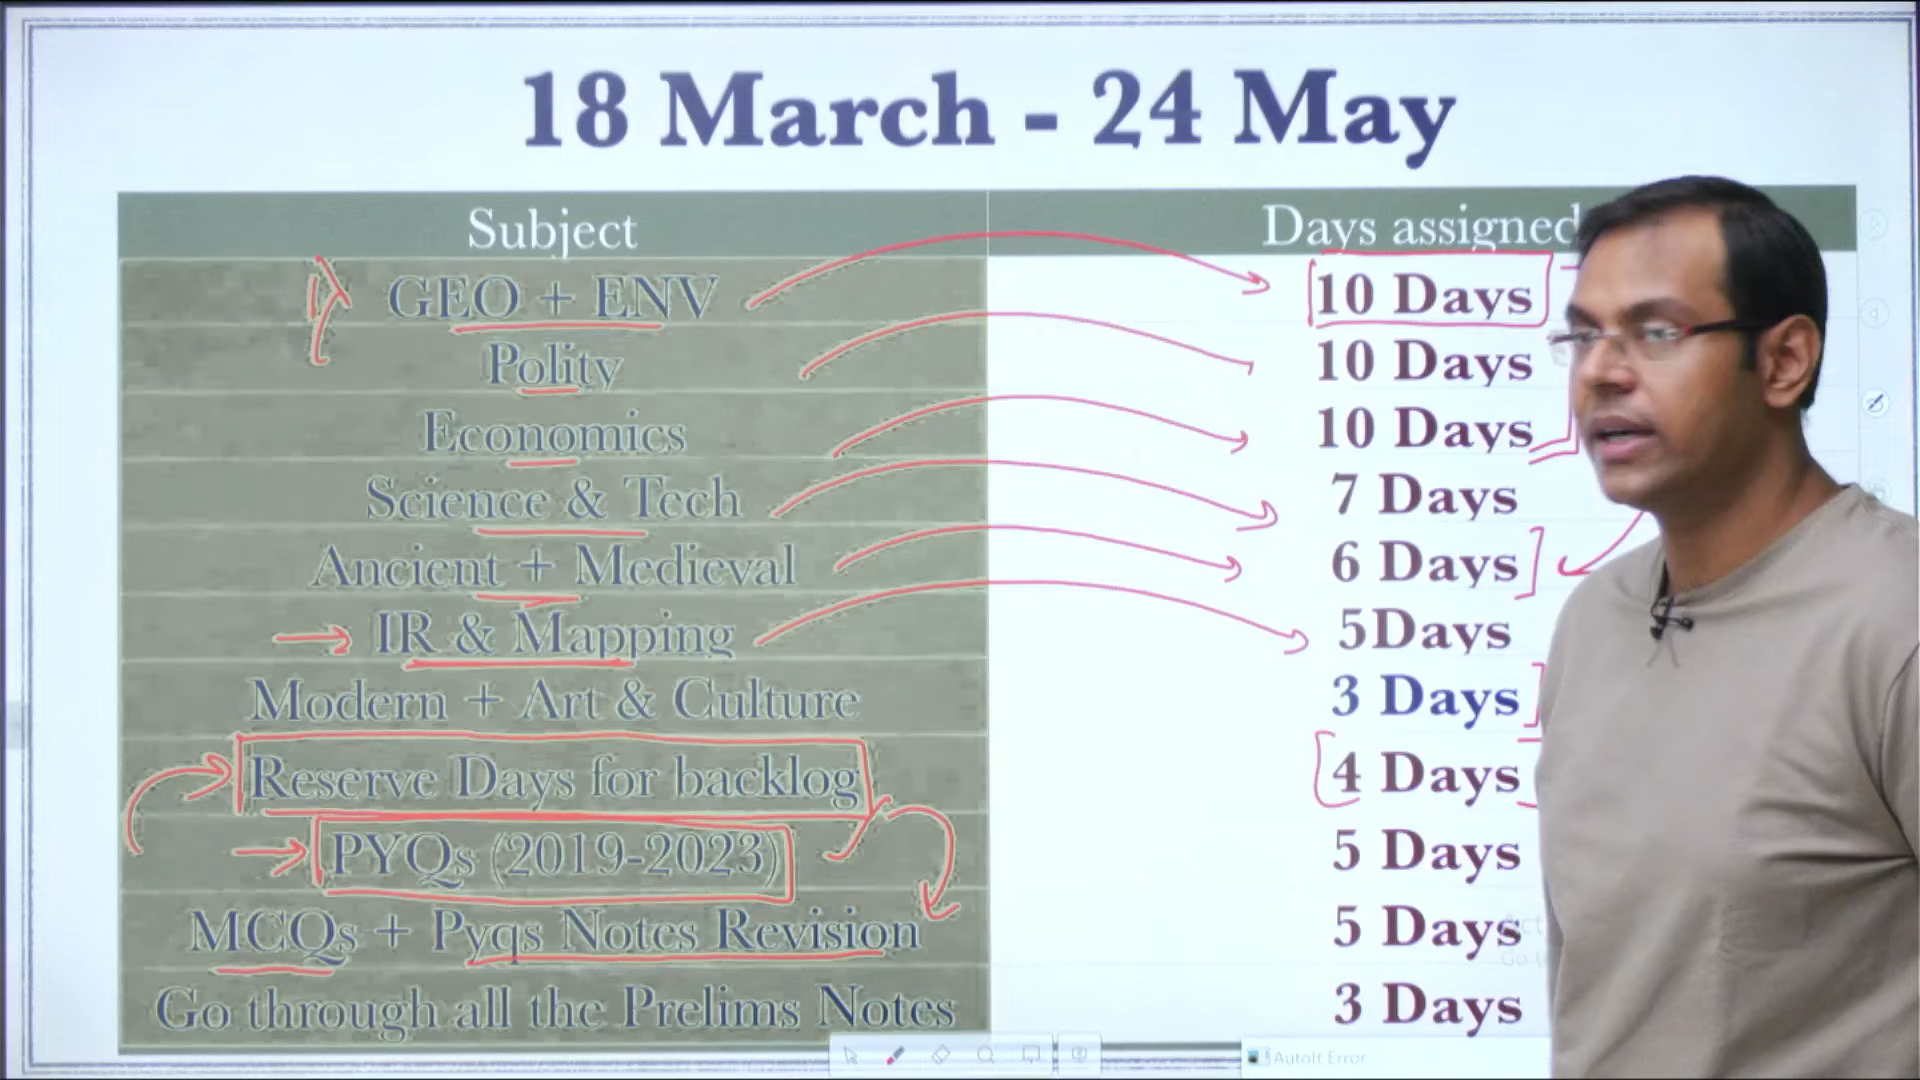 18 March - 24 May
Subject Days assigned
GEO + ENV 10 Days
Polity 10 Days
Economics 10 Days
Science & Tech 7 Days
Ancient + Medieval 6 Days
IR & Mapping 5Days
Modern + Art & Culture 3 Days
Reserve Days for backlog 4 Days
PYQs (2019-2023) 5 Days
MCQs + Pyqs Notes Revision 5 Days
Go through all the Prelims Notes 3 Days
AutoIt Error